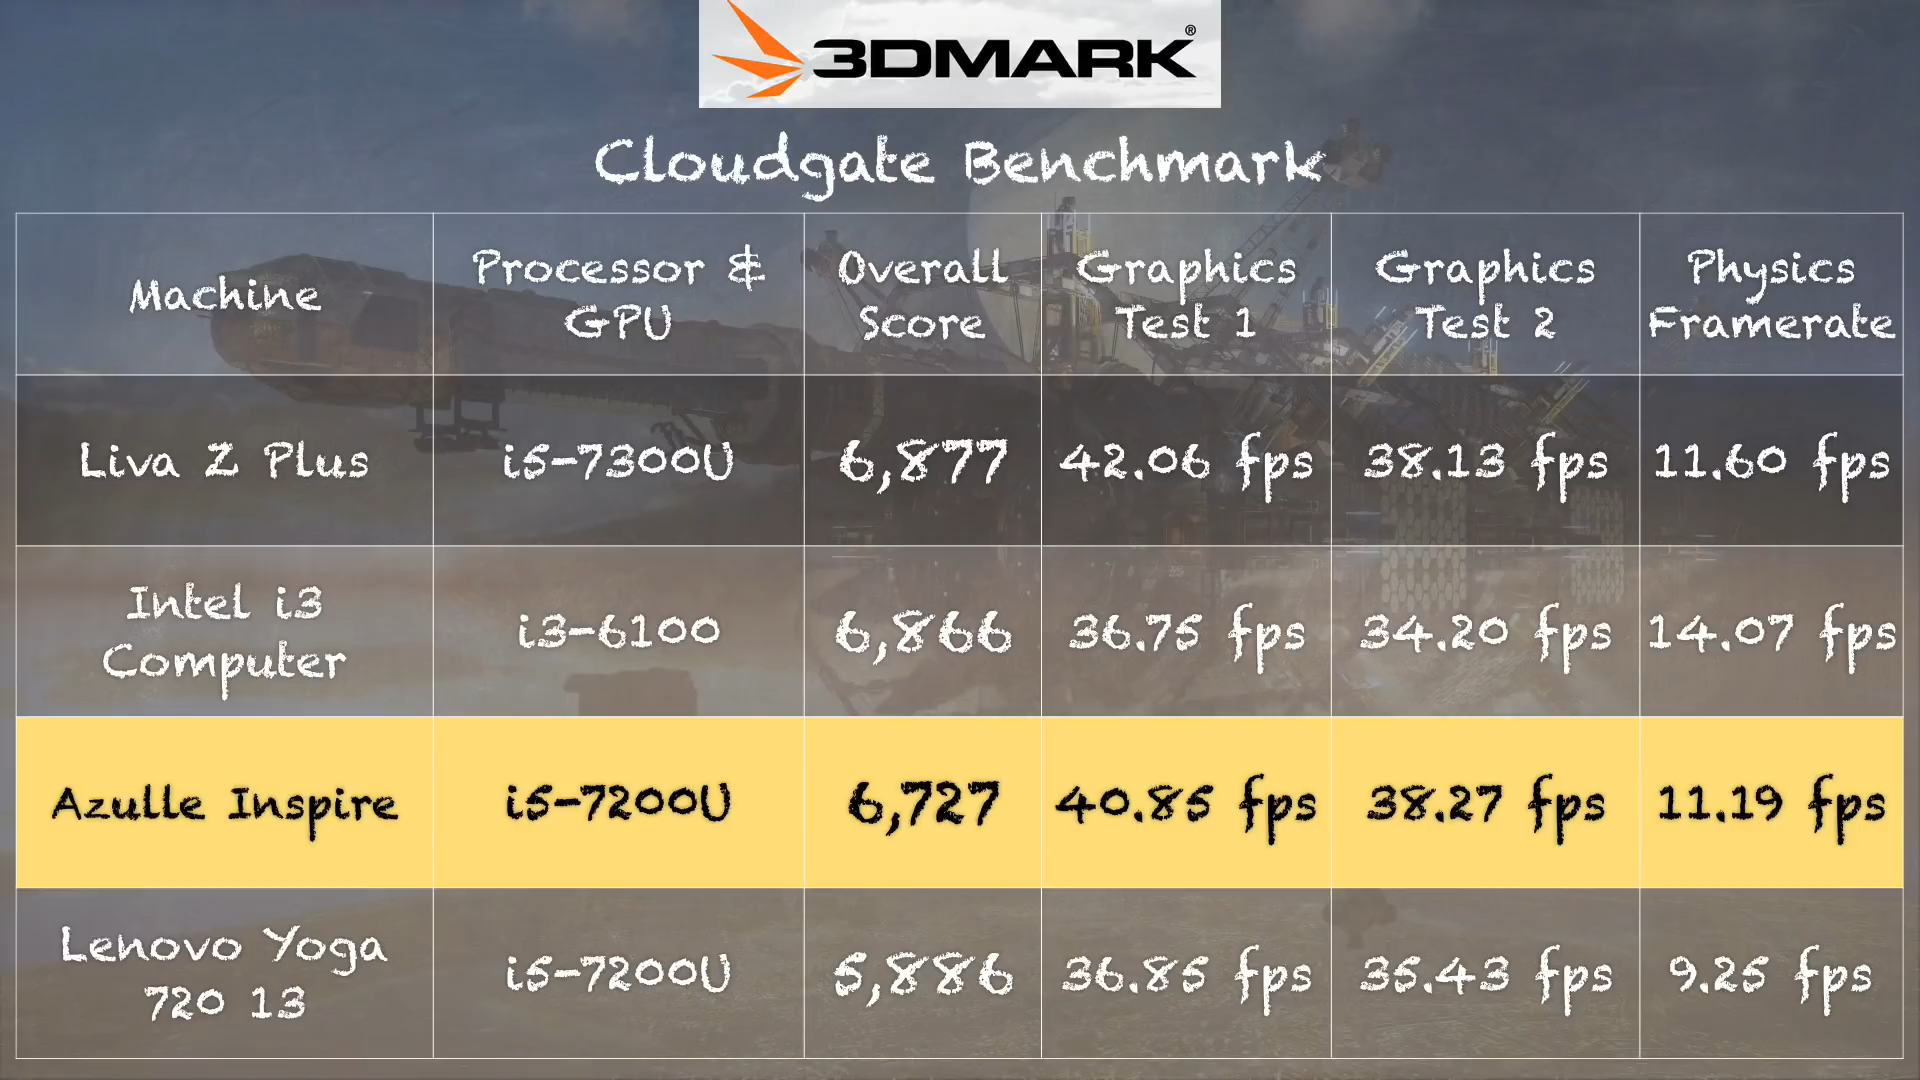 3DMARK®
Cloudgate Benchmark
Machine
Processor &
GPU
Overall
Score
Graphics
Test 1
Graphics
Test 2
Physics
Framerate
Liva Z Plus
i5-7300U
6,877
42.06 fps
38.13 fps
11.60 fps
Intel i3
Computer
i3-6100
6,866
36.75 fps
34.20 fps
14.07 fps
Azulle Inspire
i5-7200U
6,727
40.85 fps
38.27 fps
11.19 fps
Lenovo Yoga
720 13
i5-7200U
5,886
36.85 fps
35.43 fps
9.25 fps